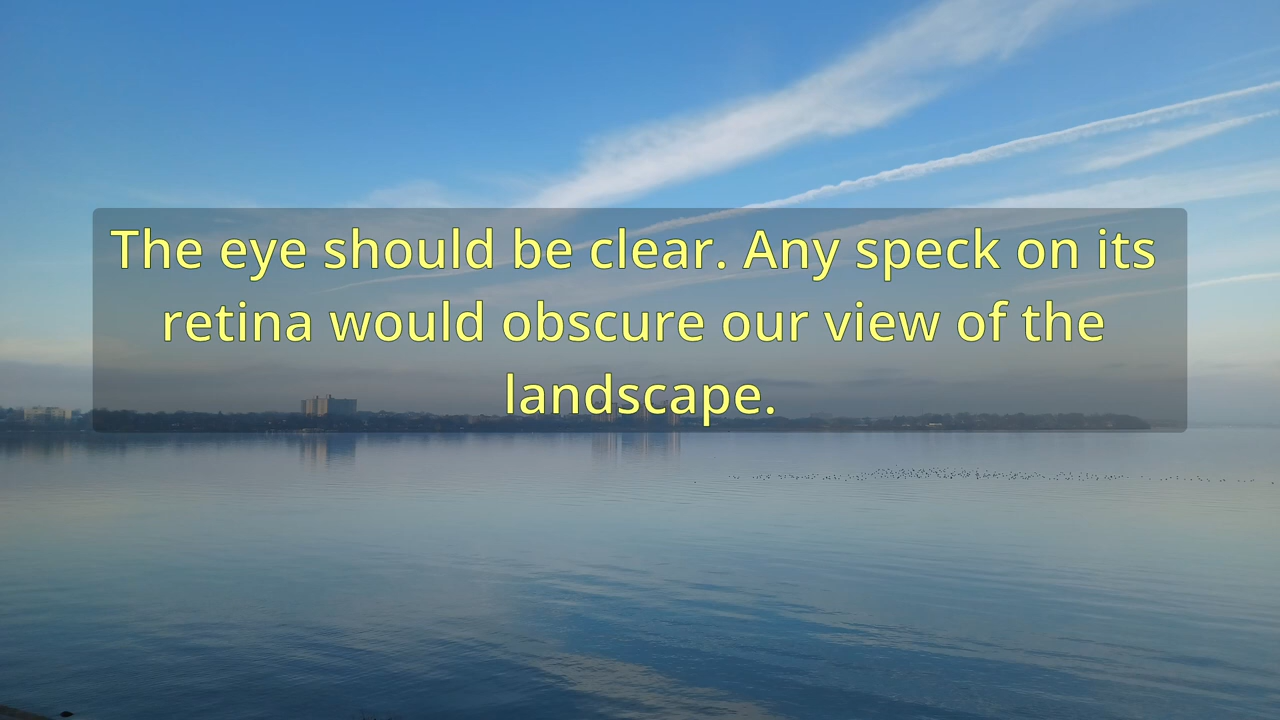 The eye should be clear. Any speck on its
retina would obscure our view of the
landscape.